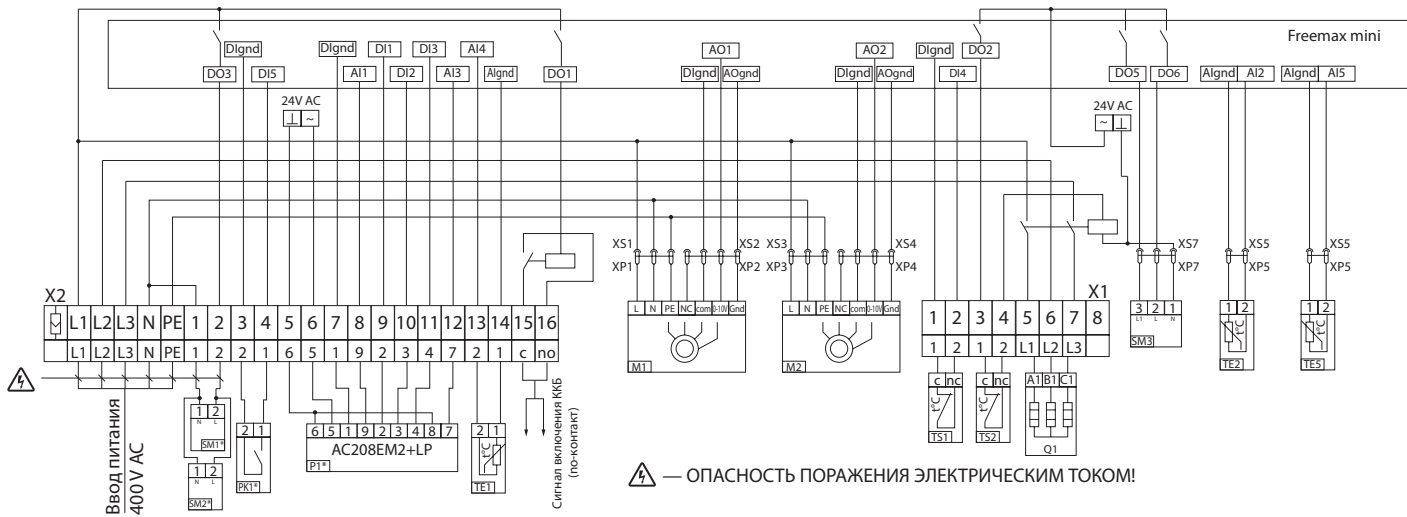 Freemax mini
DIgnd DIgnd DI1 DI3 AI4 AO1 AO2 DIgnd DO2
DO3 DI5 AI1 DI2 AI3 AIgnd DO1 DIgnd AOgnd DIgnd AOgnd DI4 DO5 DO6 AIgnd AI2 AIgnd AI5
24V AC 24V AC
⊥ ~ ~ ⊥
XS1 XS2 XS3 XS4 XS7 XS5 XS5
XP1 XP2 XP3 XP4 XP7 XP5 XP5
X2 X1
L1 L2 L3 N PE 1 2 3 4 5 6 7 8 9 10 11 12 13 14 15 16
L1 L2 L3 N PE 1 2 2 1 6 5 1 9 2 3 4 7 2 1 c no
L N PE NC com 0-10V Gnd
M1
L N PE NC com 0-10V Gnd
M2
1 2 3 4 5 6 7 8
1 2 1 2 L1 L2 L3
3 2 1
L1 L N
SM3
1 2
t°C
TE2
1 2
t°C
TE5
Ввод питания
400 V AC
1 2
N L
SM1*
1 2
N L
SM2*
2 1
PK1*
6 5 1 9 2 3 4 8 7
AC208EM2+LP
P1*
2 1
t°C
TE1
Сигнал включения ККБ
(no-контакт)
c nc
t°C
TS1
c nc
t°C
TS2
A1 B1 C1
Q1
— ОПАСНОСТЬ ПОРАЖЕНИЯ ЭЛЕКТРИЧЕСКИМ ТОКОМ!